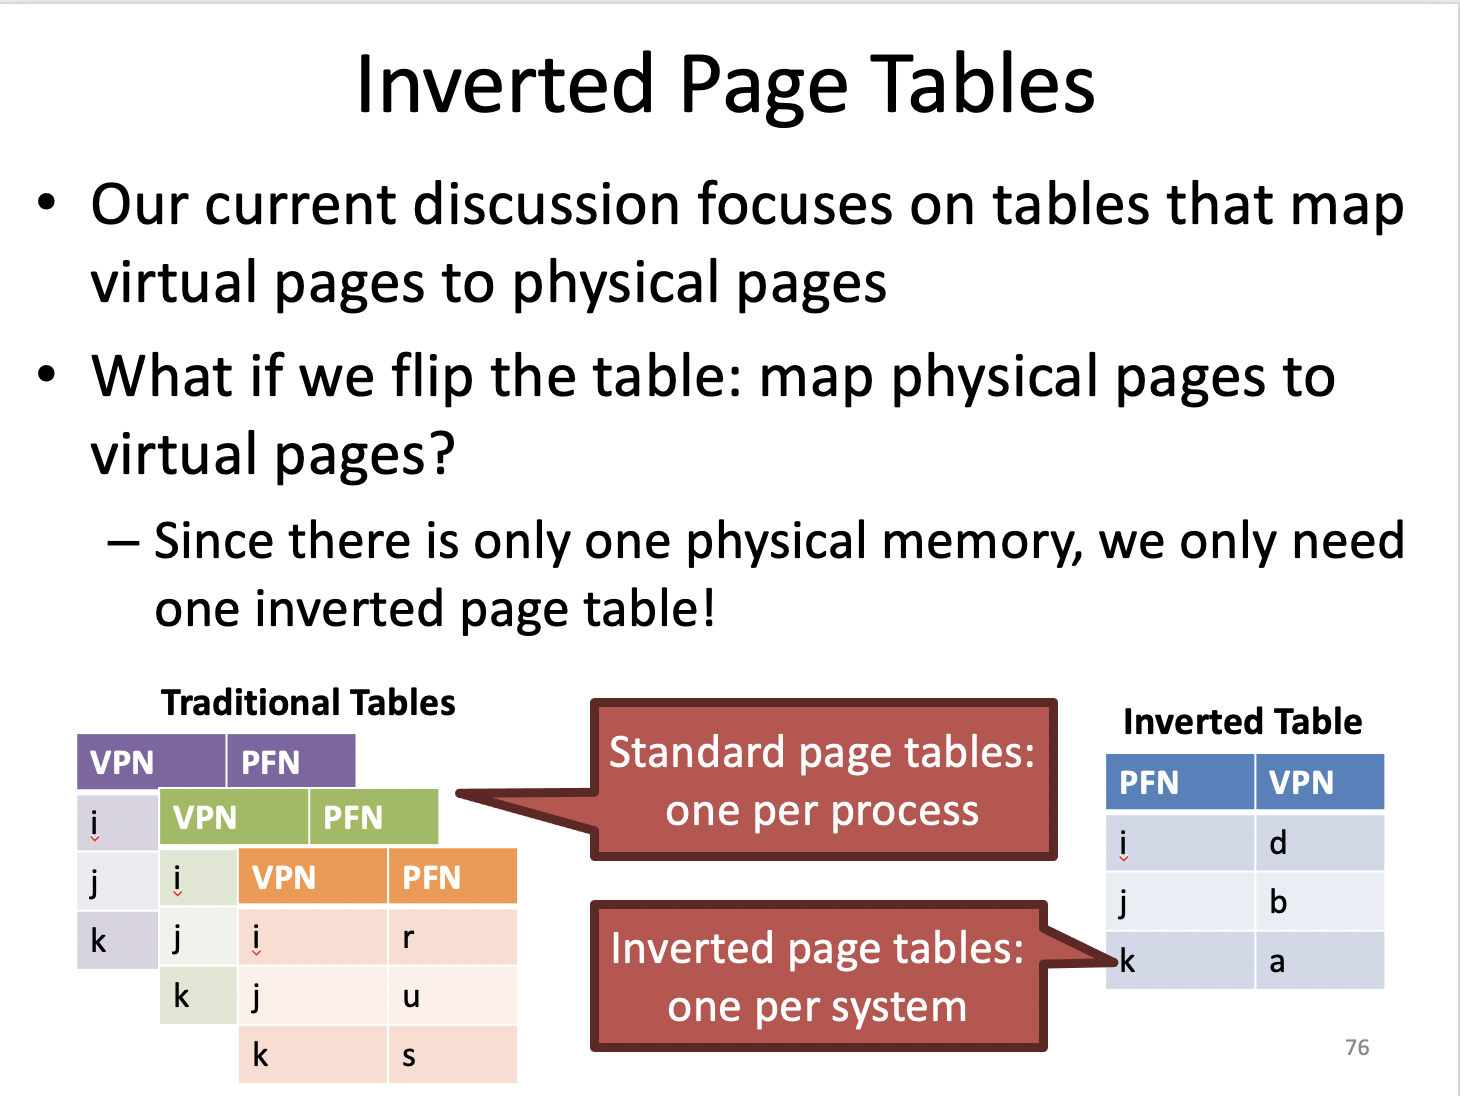 Inverted Page Tables
• Our current discussion focuses on tables that map
virtual pages to physical pages
• What if we flip the table: map physical pages to
virtual pages?
– Since there is only one physical memory, we only need
one inverted page table!
Traditional Tables
VPN PFN
i
j
k
VPN PFN
i
j
k
VPN PFN
i r
j u
k s
Standard page tables:
one per process
Inverted page tables:
one per system
Inverted Table
PFN VPN
i d
j b
k a
76